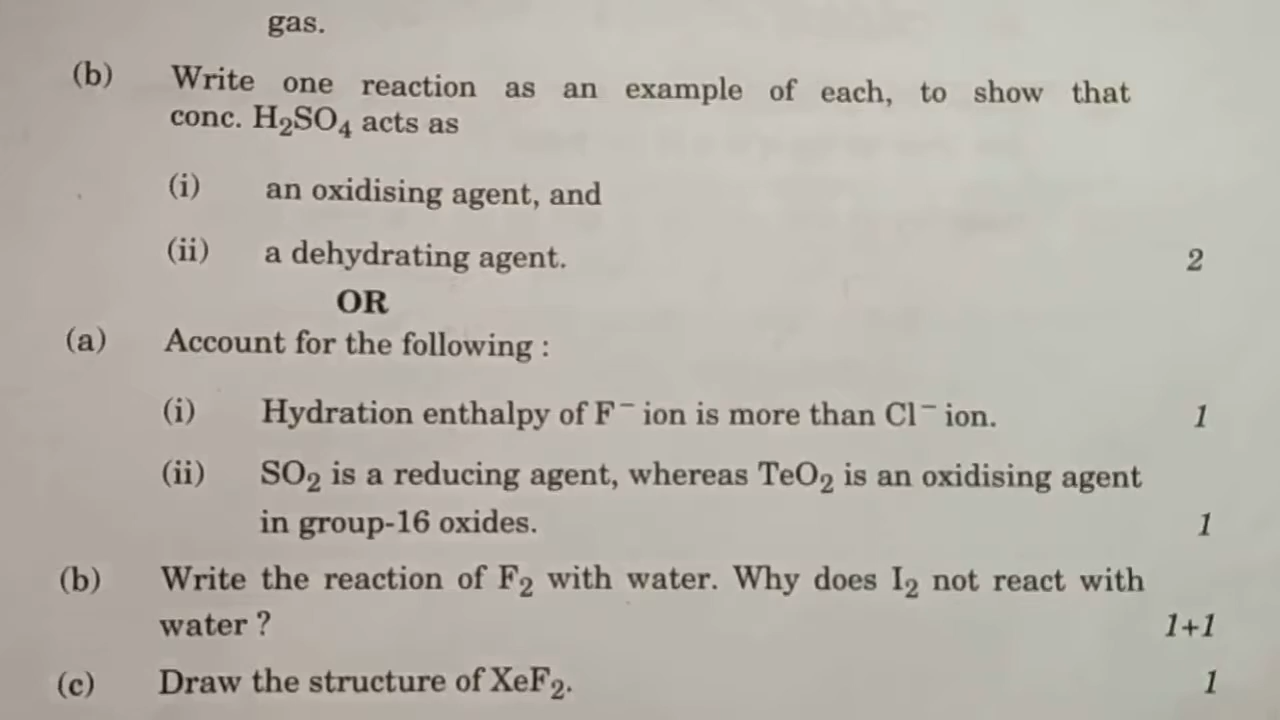 gas.
(b) Write one reaction as an example of each, to show that
conc. H₂SO₄ acts as
(i) an oxidising agent, and
(ii) a dehydrating agent. 2
OR
(a) Account for the following :
(i) Hydration enthalpy of F⁻ ion is more than Cl⁻ ion. 1
(ii) SO₂ is a reducing agent, whereas TeO₂ is an oxidising agent
in group-16 oxides. 1
(b) Write the reaction of F₂ with water. Why does I₂ not react with
water ? 1+1
(c) Draw the structure of XeF₂. 1